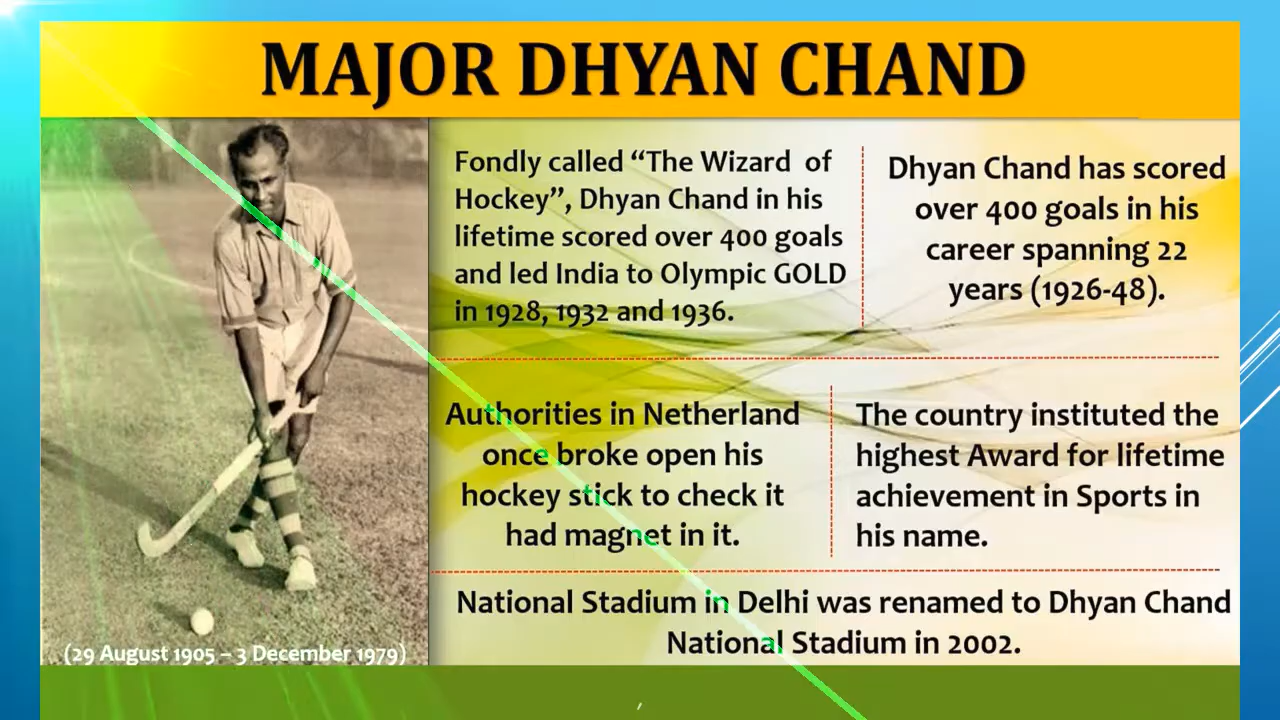 MAJOR DHYAN CHAND
Fondly called “The Wizard of
Hockey”, Dhyan Chand in his
lifetime scored over 400 goals
and led India to Olympic GOLD
in 1928, 1932 and 1936.
Dhyan Chand has scored
over 400 goals in his
career spanning 22
years (1926-48).
Authorities in Netherland
once broke open his
hockey stick to check it
had magnet in it.
The country instituted the
highest Award for lifetime
achievement in Sports in
his name.
National Stadium in Delhi was renamed to Dhyan Chand
National Stadium in 2002.
(29 August 1905 – 3 December 1979)